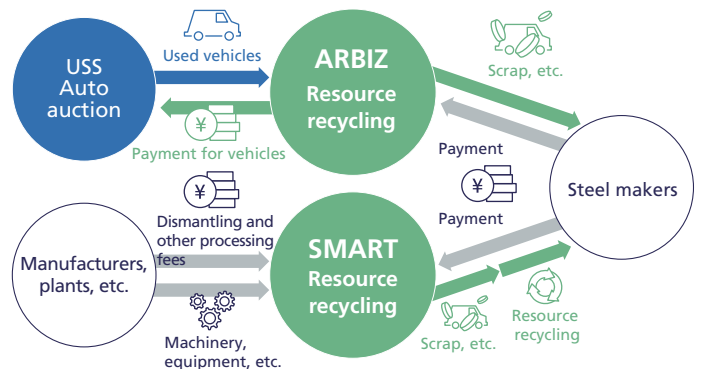 USS
Auto
auction
Used vehicles
¥
Payment for vehicles
ARBIZ
Resource
recycling
Scrap, etc.
Payment
¥
Payment
Steel makers
Manufacturers,
plants, etc.
¥
Dismantling and
other processing
fees
Machinery,
equipment, etc.
SMART
Resource
recycling
Scrap, etc.
Resource
recycling